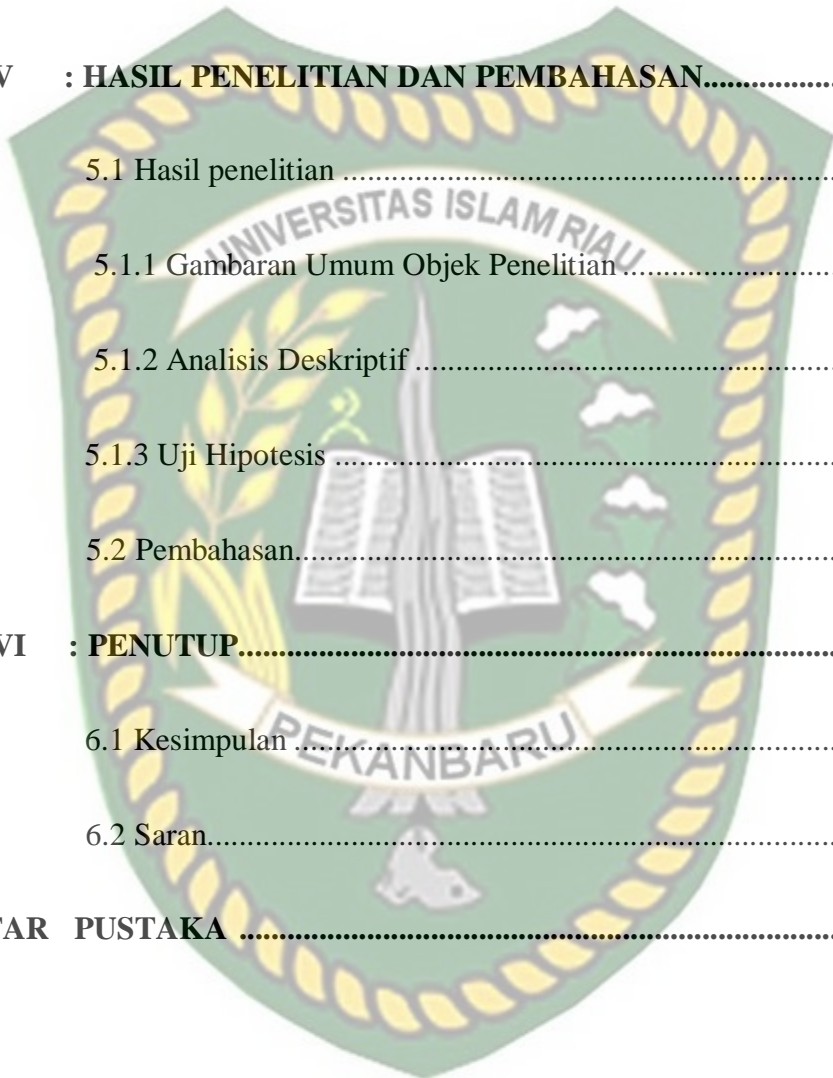 V : HASIL PENELITIAN DAN PEMBAHASAN.................
5.1 Hasil penelitian ................................................................
UNIVERSITAS ISLAM RIAU
5.1.1 Gambaran Umum Objek Penelitian ...........................
5.1.2 Analisis Deskriptif ......................................................
5.1.3 Uji Hipotesis ................................................................
5.2 Pembahasan.....................................................................
VI : PENUTUP..........................................................................
PEKANBARU
6.1 Kesimpulan ......................................................................
6.2 Saran................................................................................
TAR PUSTAKA ..........................................................................